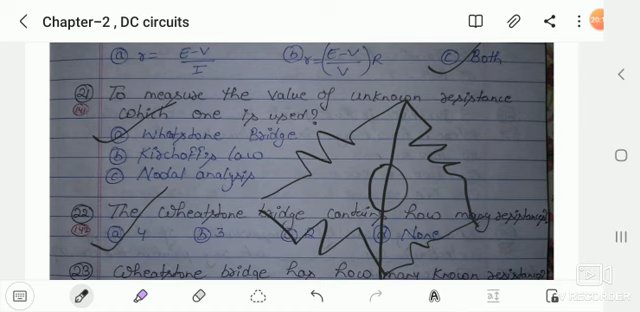 Chapter-2 , DC circuits
(a) r = E-V/I (b) r = (E-V/V) R (c) Both
(21) To measure the value of unknown resistance
which one is used?
(a) Whatstone Bridge
(b) Kirchoff's law
(c) Nodal analysis
(22) The Wheatstone bridge contains how many resistance?
(a) 4 (b) 3 (c) 2 (d) None
(23) Wheatstone bridge has how many known resistance